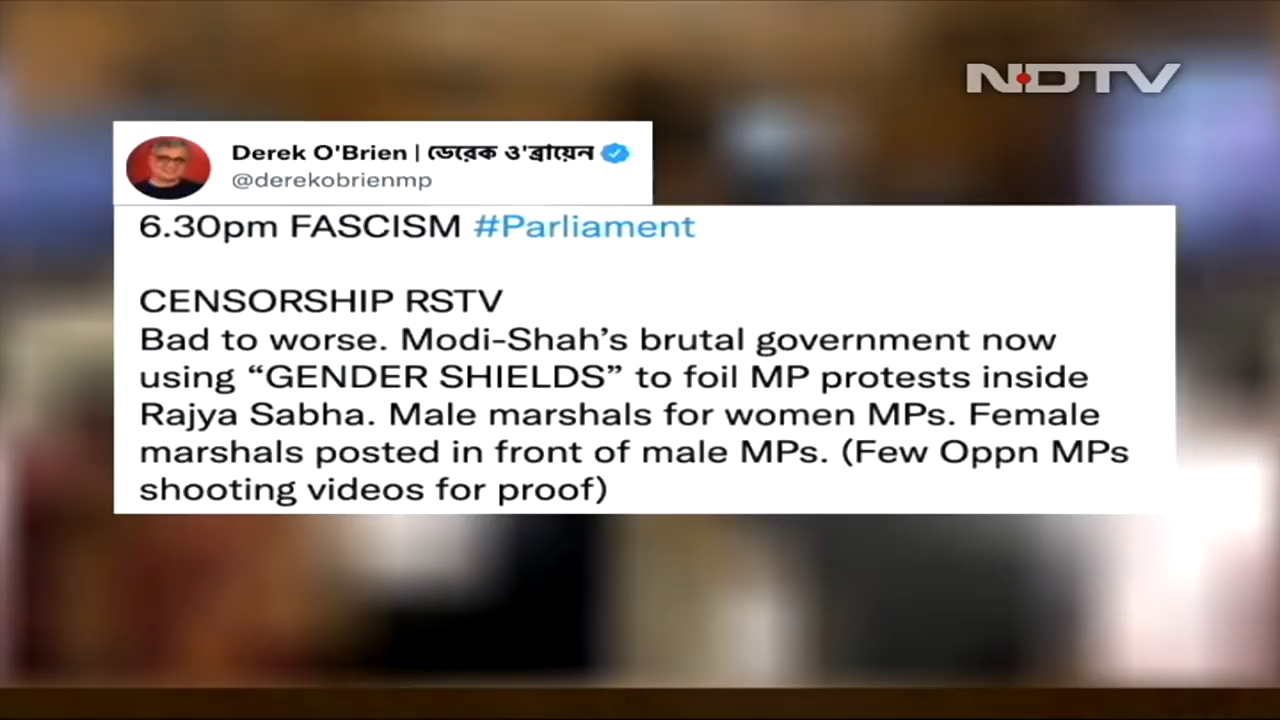 NDTV
Derek O'Brien | ডেরেক ও'ব্রায়েন
@derekobrienmp
6.30pm FASCISM #Parliament
CENSORSHIP RSTV
Bad to worse. Modi-Shah’s brutal government now
using “GENDER SHIELDS” to foil MP protests inside
Rajya Sabha. Male marshals for women MPs. Female
marshals posted in front of male MPs. (Few Oppn MPs
shooting videos for proof)